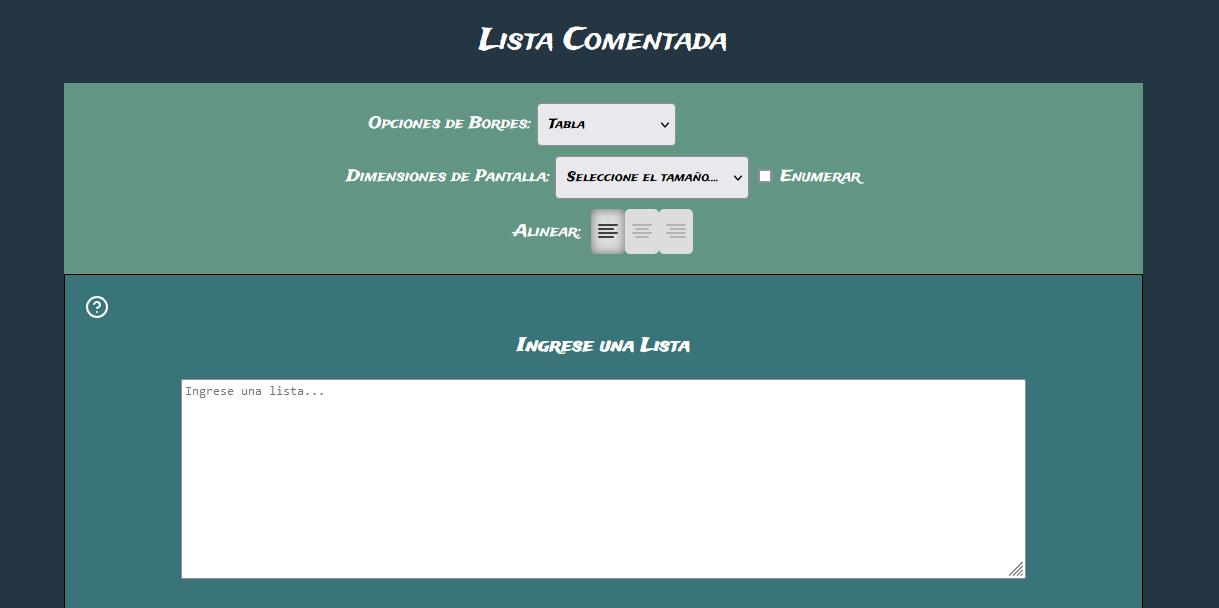 Lista Comentada
Opciones de Bordes: Tabla
Dimensiones de Pantalla: Seleccione el tamaño.... Enumerar
Alinear:
Ingrese una Lista
Ingrese una lista...